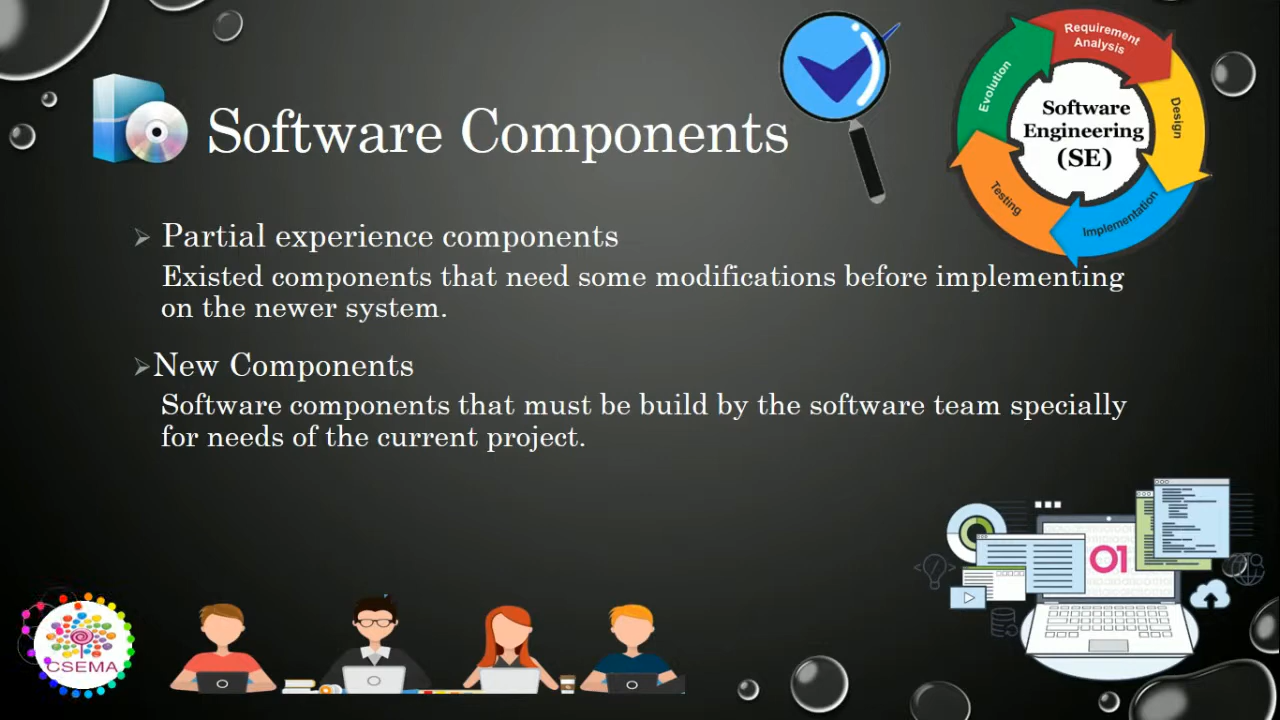 Software Components
Requirement
Analysis
Design
Implementation
Testing
Evolution
Software
Engineering
(SE)
Partial experience components
Existed components that need some modifications before implementing
on the newer system.
New Components
Software components that must be build by the software team specially
for needs of the current project.
01
CSEMA